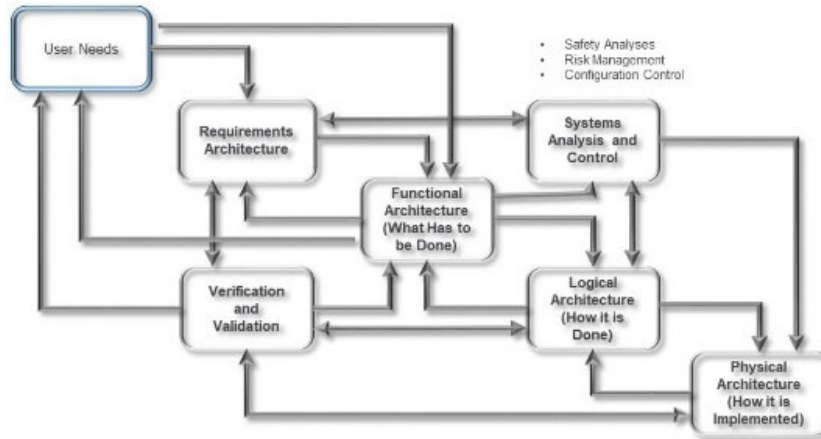 User Needs
• Safety Analyses
• Risk Management
• Configuration Control
Requirements
Architecture
Systems
Analysis and
Control
Functional
Architecture
(What Has to
be Done)
Verification
and
Validation
Logical
Architecture
(How it is
Done)
Physical
Architecture
(How it is
Implemented)